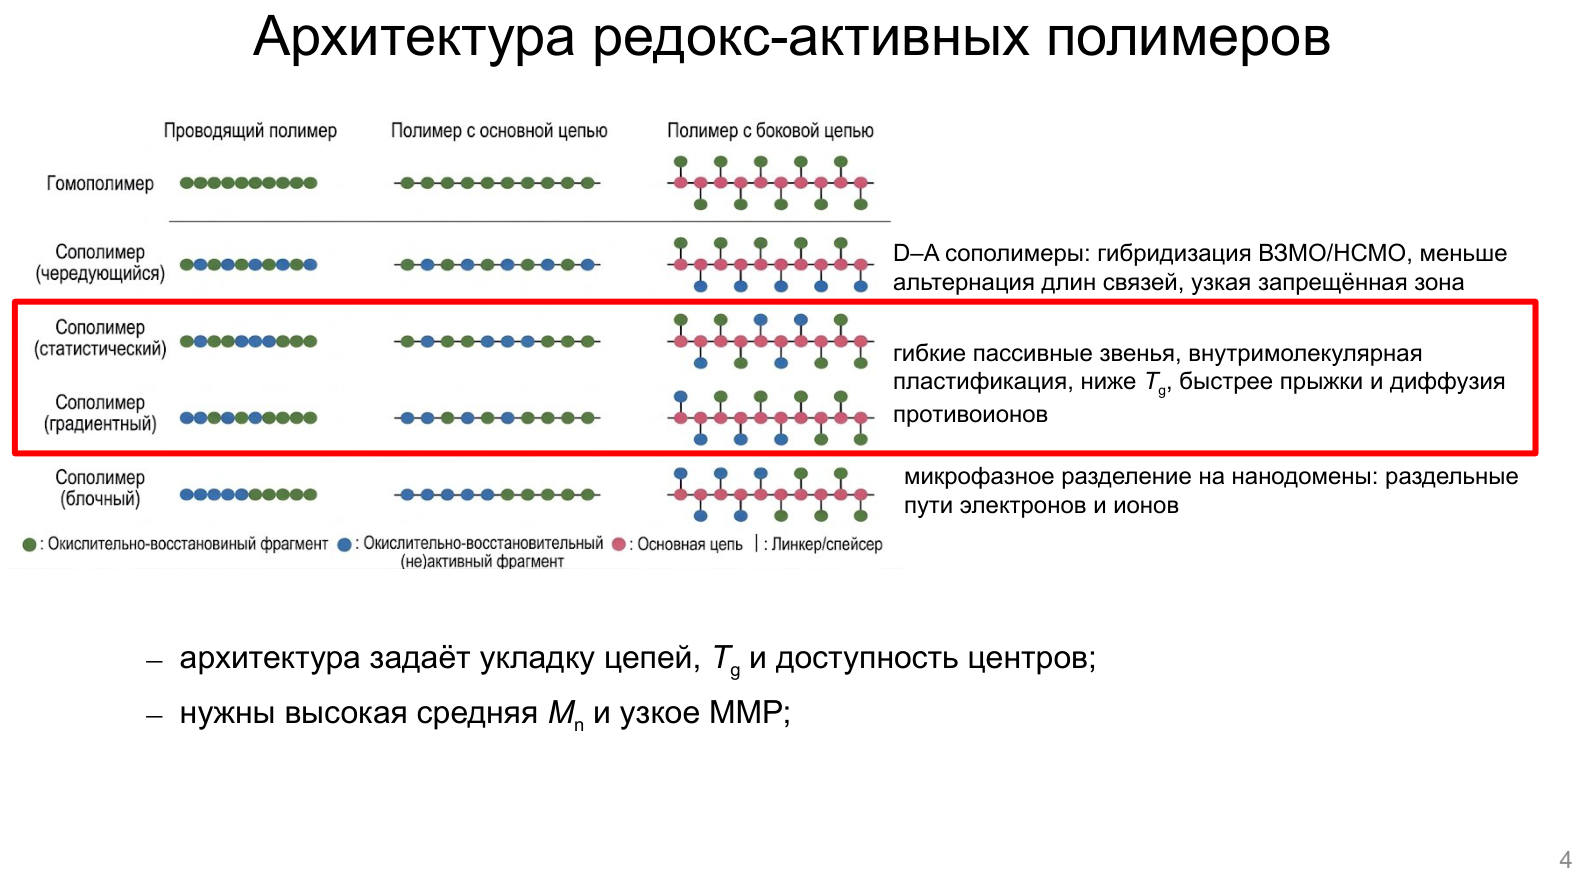 Архитектура редокс-активных полимеров
Проводящий полимер Полимер с основной цепью Полимер с боковой цепью
Гомополимер
Сополимер
(чередующийся)
D–A сополимеры: гибридизация ВЗМО/НСМО, меньше
альтернация длин связей, узкая запрещённая зона
Сополимер
(статистический)
гибкие пассивные звенья, внутримолекулярная
пластификация, ниже Tg, быстрее прыжки и диффузия
противоионов
Сополимер
(градиентный)
Сополимер
(блочный)
микрофазное разделение на нанодомены: раздельные
пути электронов и ионов
: Окислительно-восстановиный фрагмент : Окислительно-восстановительный : Основная цепь | : Линкер/спейсер
(не)активный фрагмент
– архитектура задаёт укладку цепей, Tg и доступность центров;
– нужны высокая средняя Mn и узкое ММР;
4